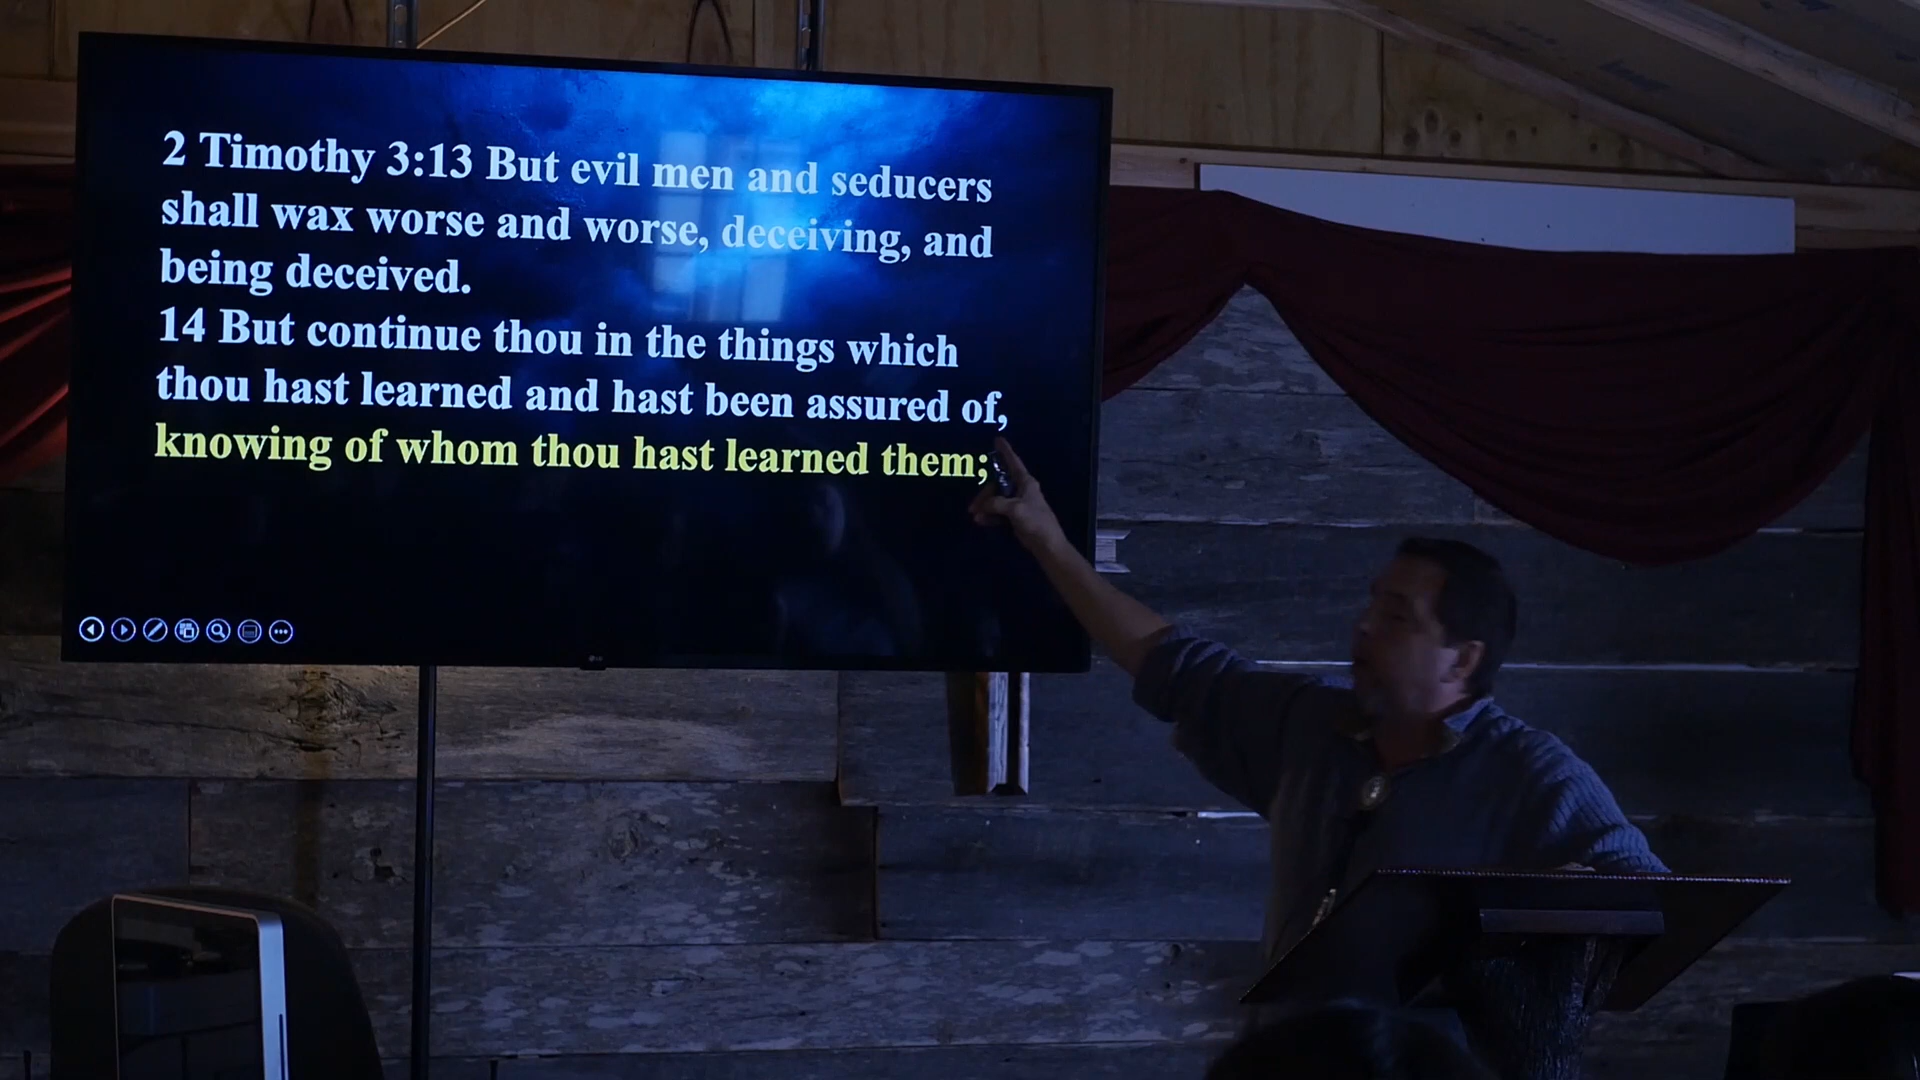 2 Timothy 3:13 But evil men and seducers
shall wax worse and worse, deceiving, and
being deceived.
14 But continue thou in the things which
thou hast learned and hast been assured of,
knowing of whom thou hast learned them;
LG